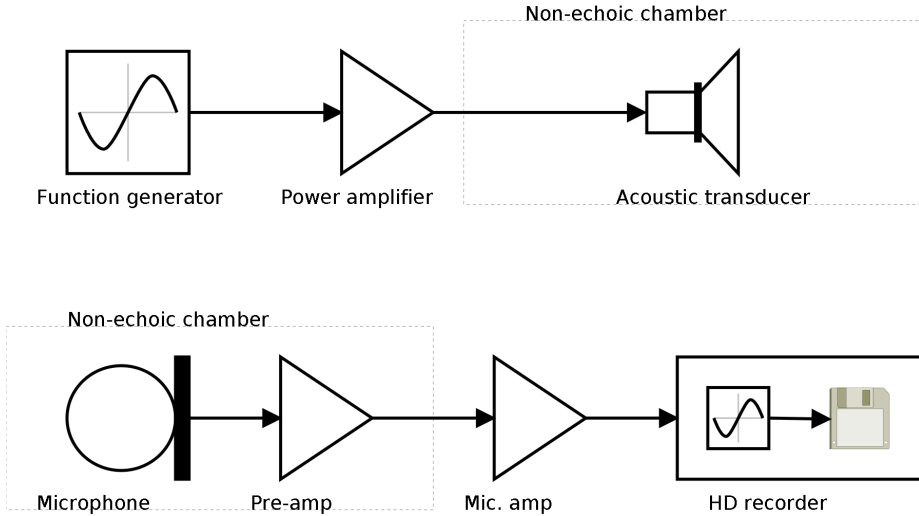 Non-echoic chamber
Function generator
Power amplifier
Acoustic transducer
Non-echoic chamber
Microphone
Pre-amp
Mic. amp
HD recorder